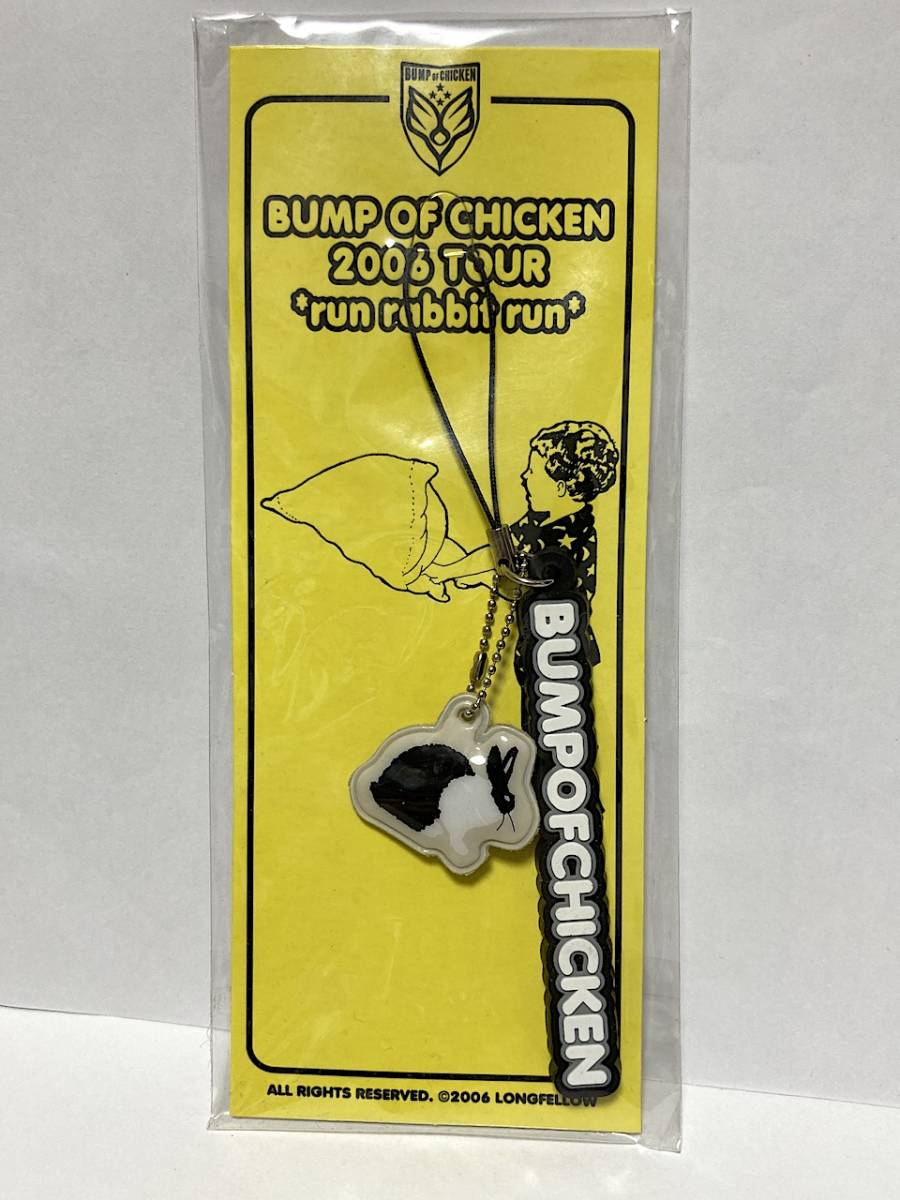 BUMP OF CHICKEN
BUMP OF CHICKEN
2006 TOUR
*run rabbit run*
BUMPOFCHICKEN
ALL RIGHTS RESERVED. ©2006 LONGFELLOW